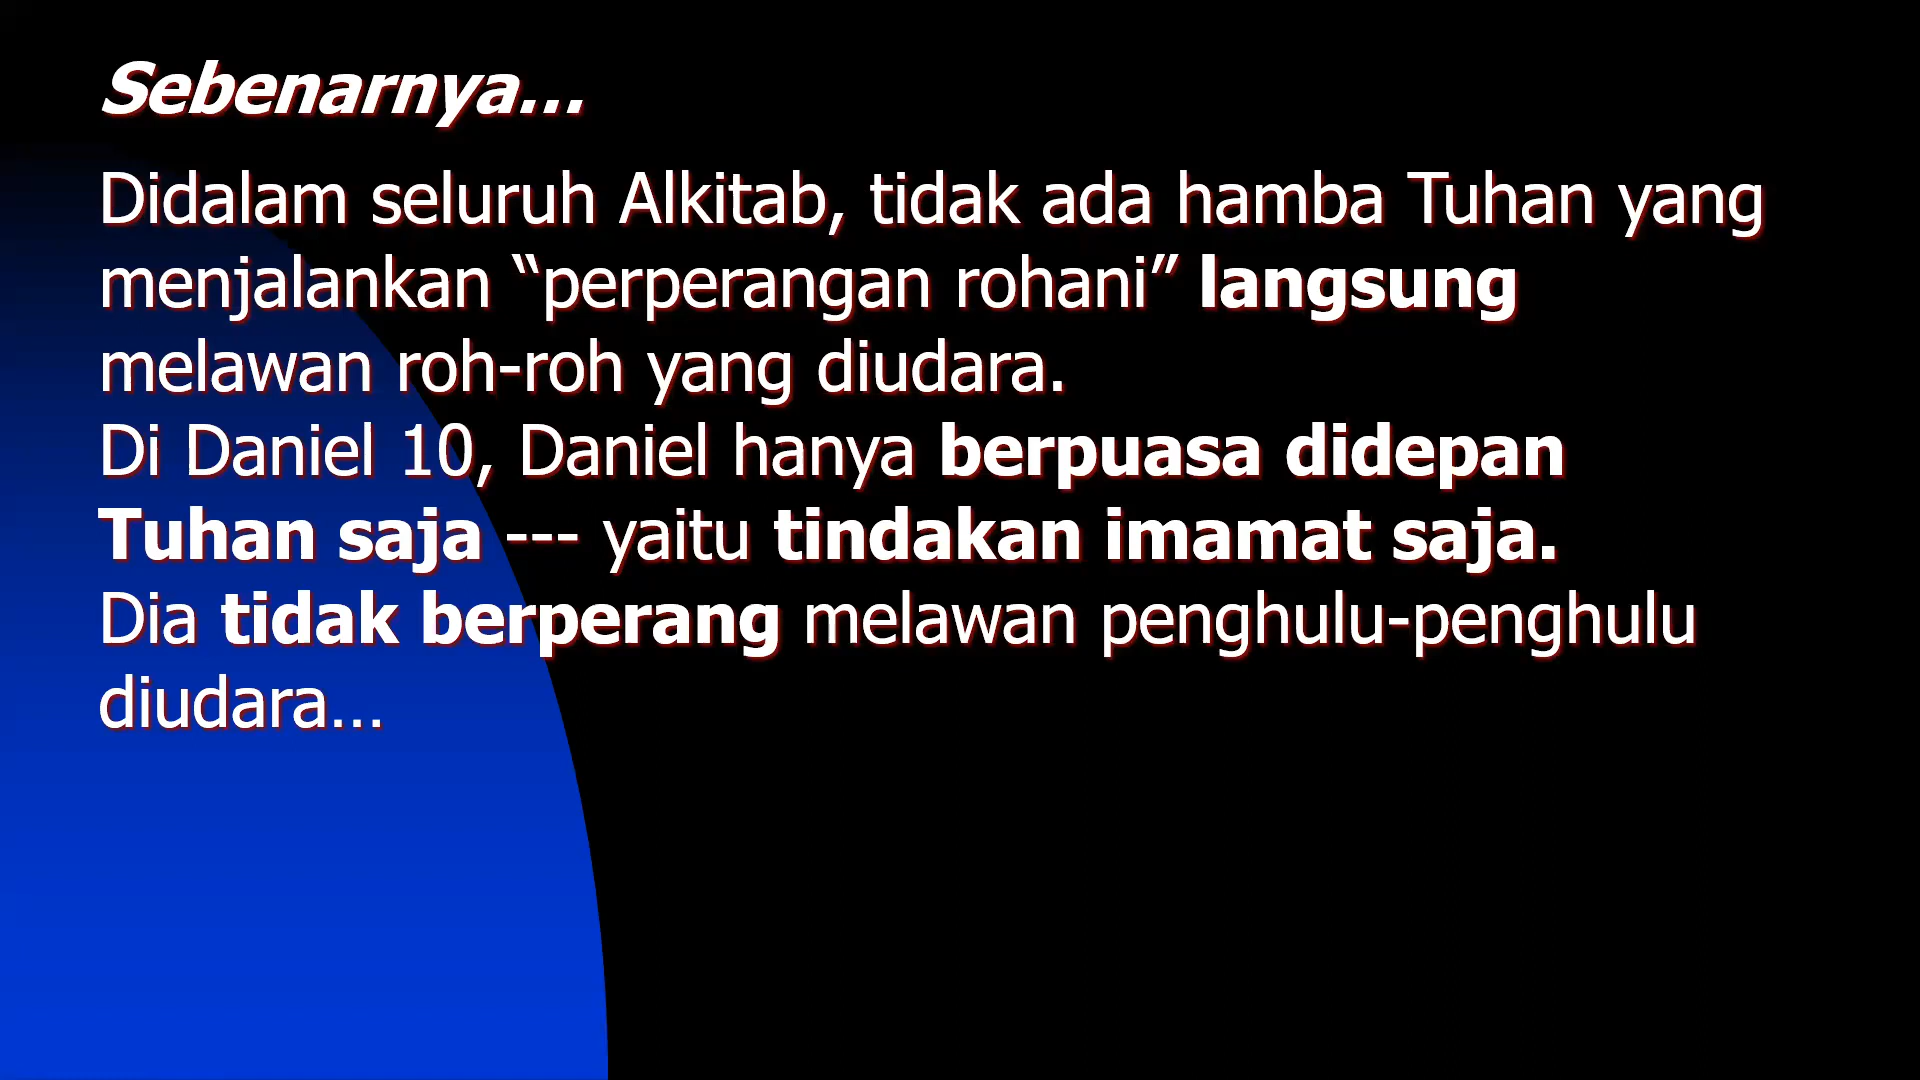 Sebenarnya…
Didalam seluruh Alkitab, tidak ada hamba Tuhan yang
menjalankan “perperangan rohani” langsung
melawan roh-roh yang diudara.
Di Daniel 10, Daniel hanya berpuasa didepan
Tuhan saja --- yaitu tindakan imamat saja.
Dia tidak berperang melawan penghulu-penghulu
diudara…